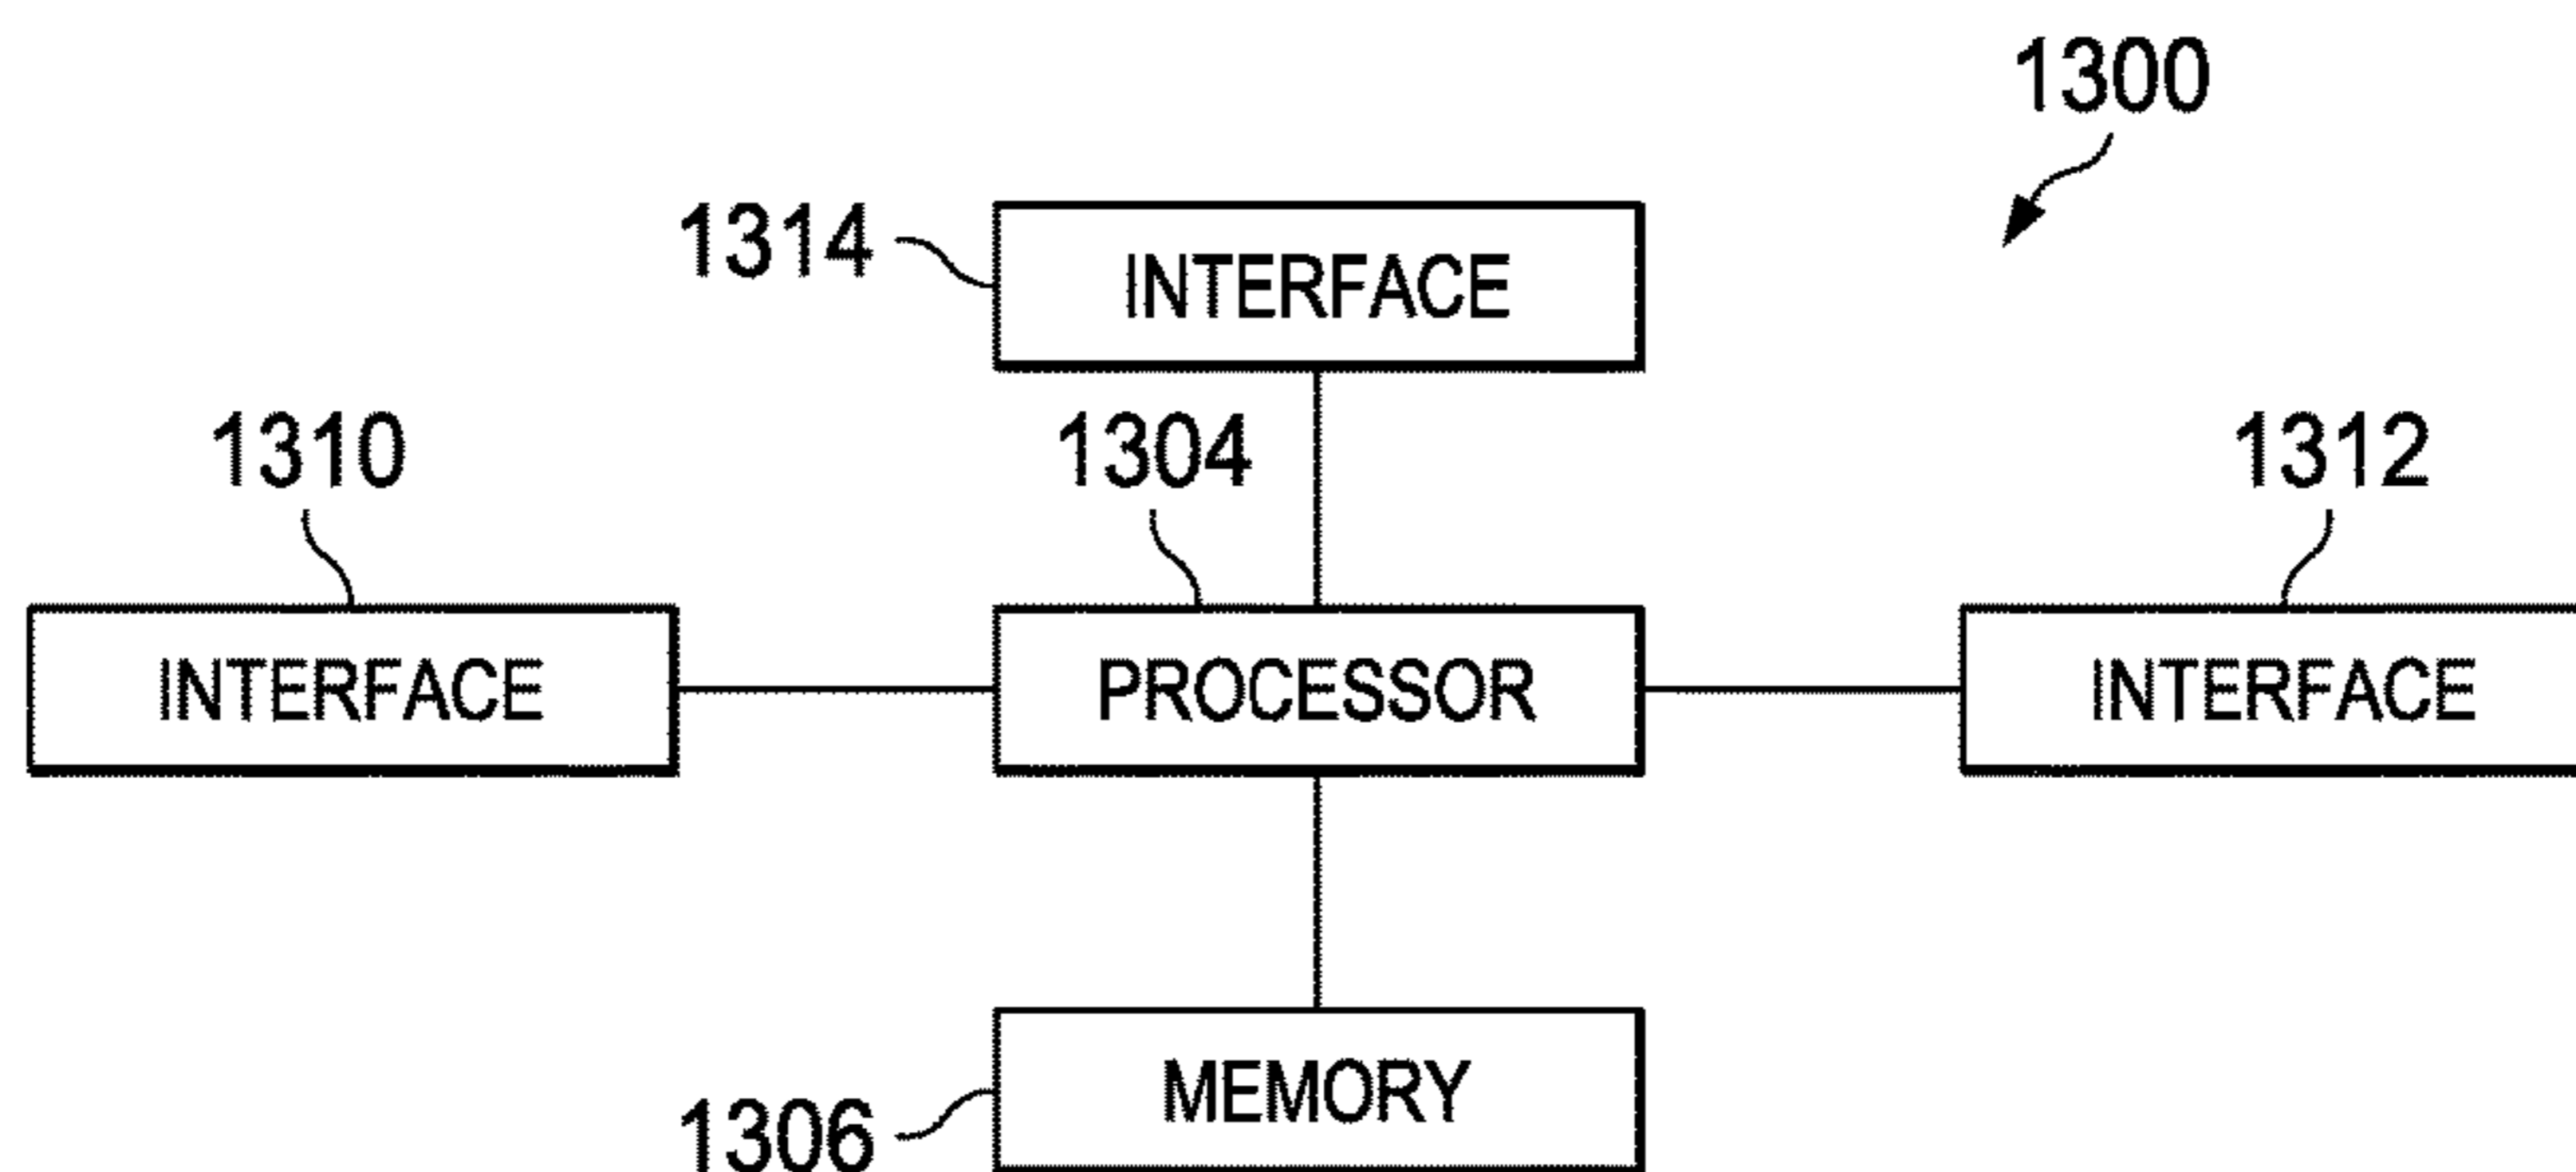 1300
1314
INTERFACE
1310
1304
1312
INTERFACE
PROCESSOR
INTERFACE
MEMORY
1306